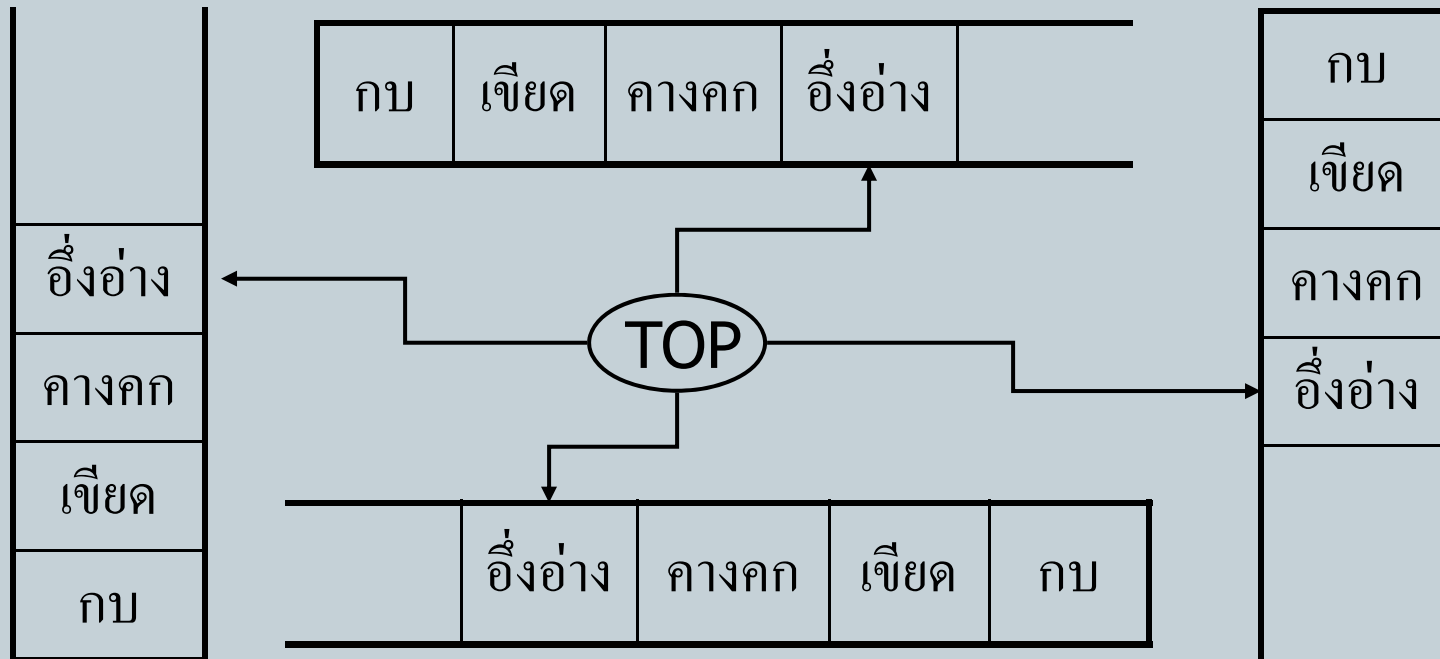 กบ เขียด คางคก อึ่งอ่าง
อึ่งอ่าง
คางคก
เขียด
กบ
TOP
กบ
เขียด
คางคก
อึ่งอ่าง
อึ่งอ่าง คางคก เขียด กบ